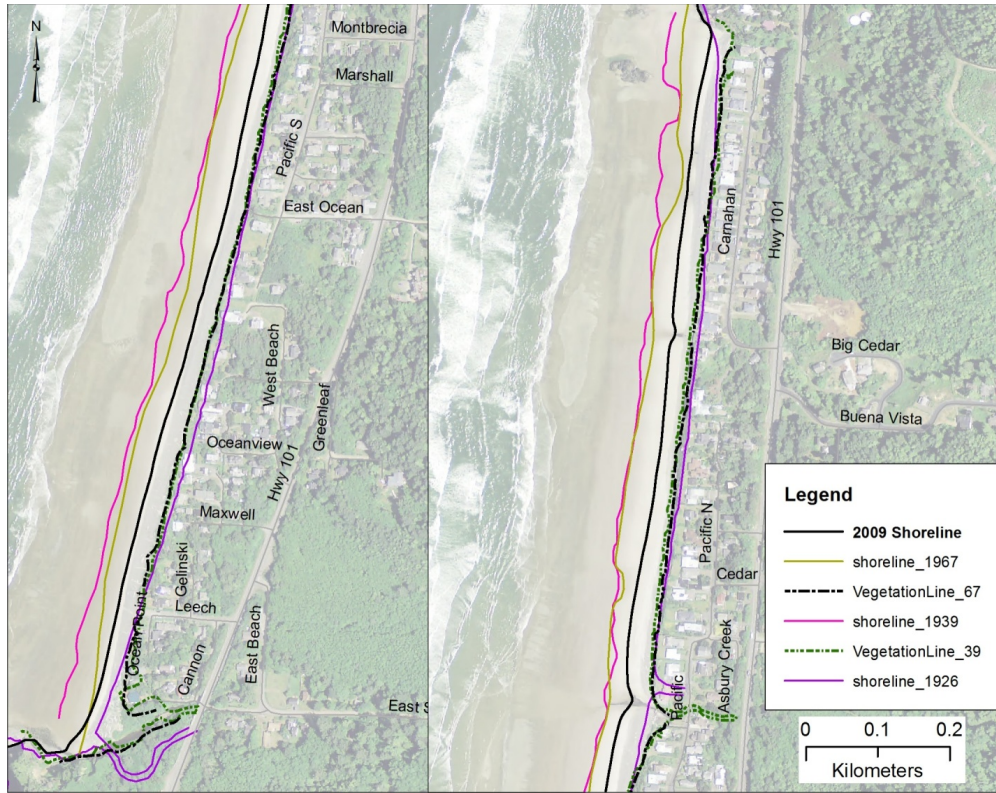 N
Montbrecia
Marshall
Pacific S
East Ocean
West Beach
Greenleaf
Oceanview
Hwy 101
Maxwell
Gelinski
Leech
Ocean Point
Cannon
East Beach
East S
Carnahan
Hwy 101
Big Cedar
Buena Vista
Pacific N
Cedar
Asbury Creek
Pacific
Legend
2009 Shoreline
shoreline_1967
VegetationLine_67
shoreline_1939
VegetationLine_39
shoreline_1926
0 0.1 0.2
Kilometers